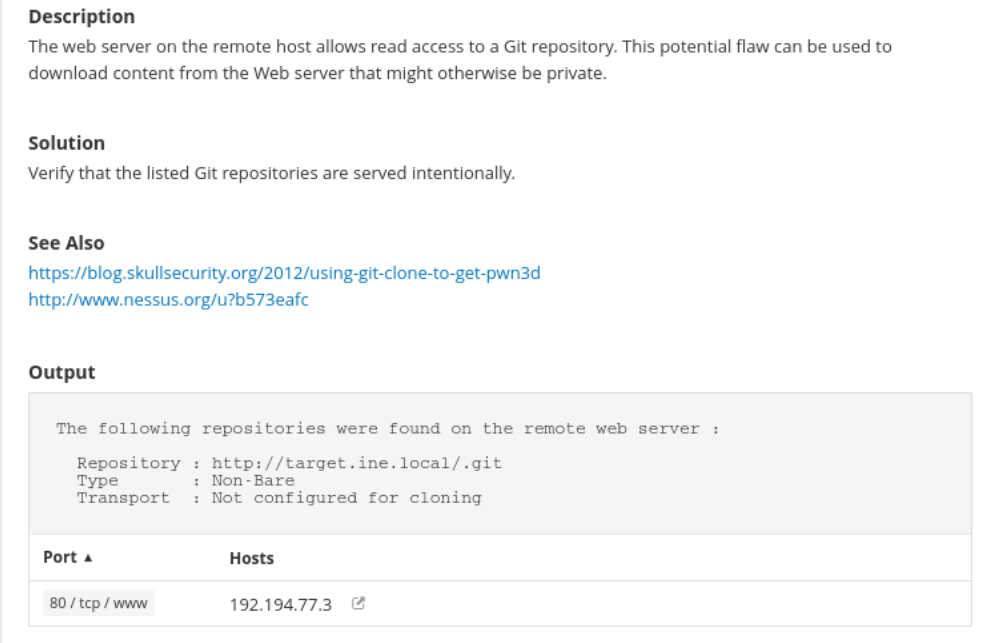 Description
The web server on the remote host allows read access to a Git repository. This potential flaw can be used to
download content from the Web server that might otherwise be private.
Solution
Verify that the listed Git repositories are served intentionally.
See Also
https://blog.skullsecurity.org/2012/using-git-clone-to-get-pwn3d
http://www.nessus.org/u?b573eafc
Output
The following repositories were found on the remote web server :
Repository : http://target.ine.local/.git
Type : Non-Bare
Transport : Not configured for cloning
Port ▲ Hosts
80 / tcp / www 192.194.77.3